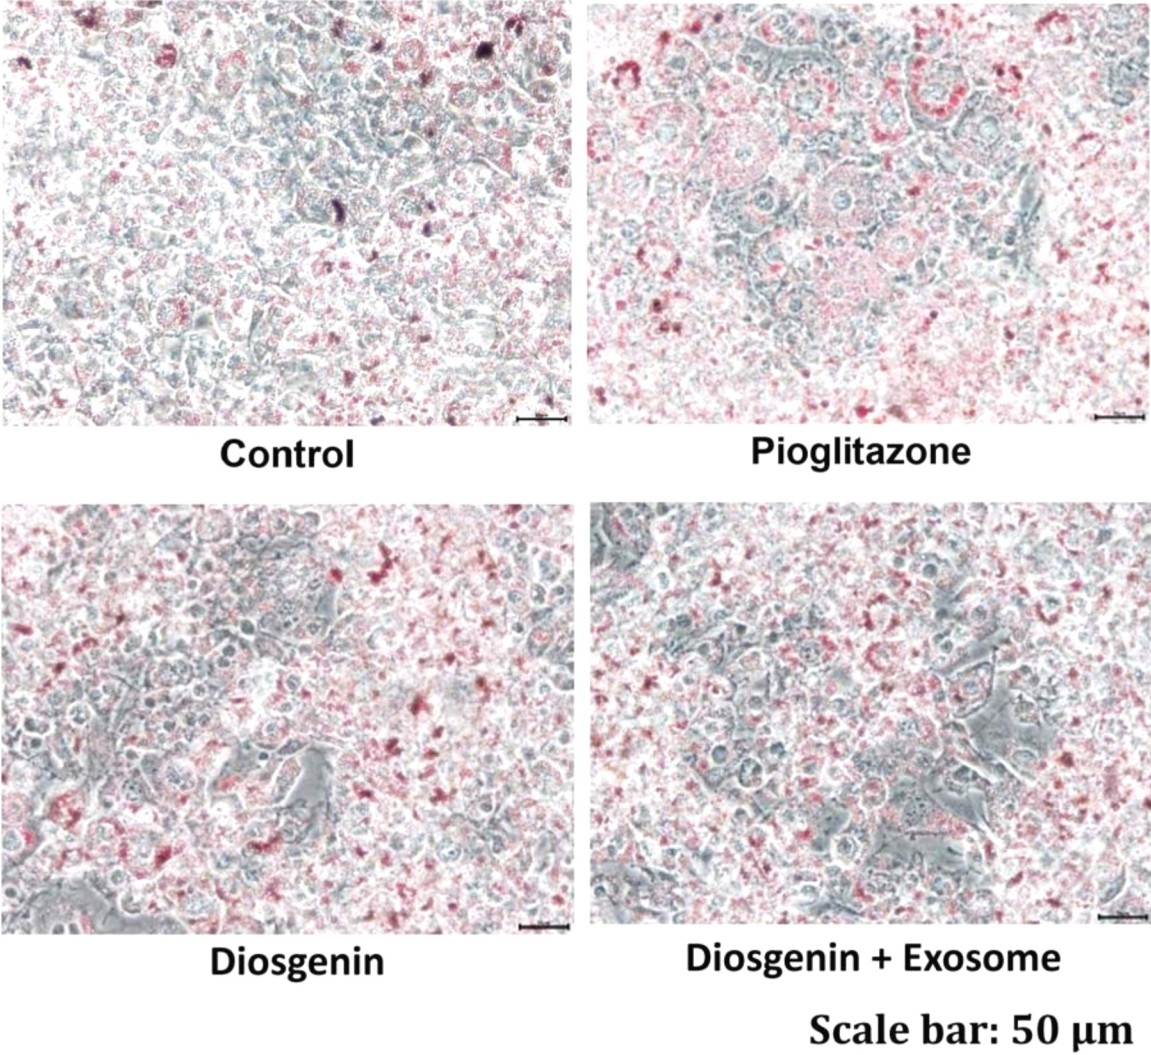 Control
Pioglitazone
Diosgenin
Diosgenin + Exosome
Scale bar: 50 µm